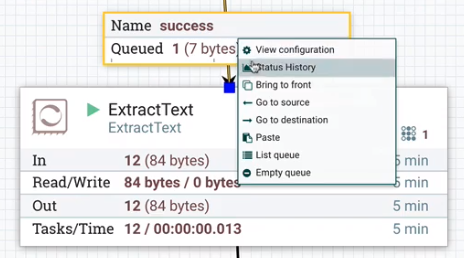 Name success
Queued 1 (7 bytes)
View configuration
Status History
Bring to front
Go to source
Go to destination
Paste
List queue
Empty queue
ExtractText
ExtractText
1
In 12 (84 bytes) 5 min
Read/Write 84 bytes / 0 bytes 5 min
Out 12 (84 bytes) 5 min
Tasks/Time 12 / 00:00:00.013 5 min